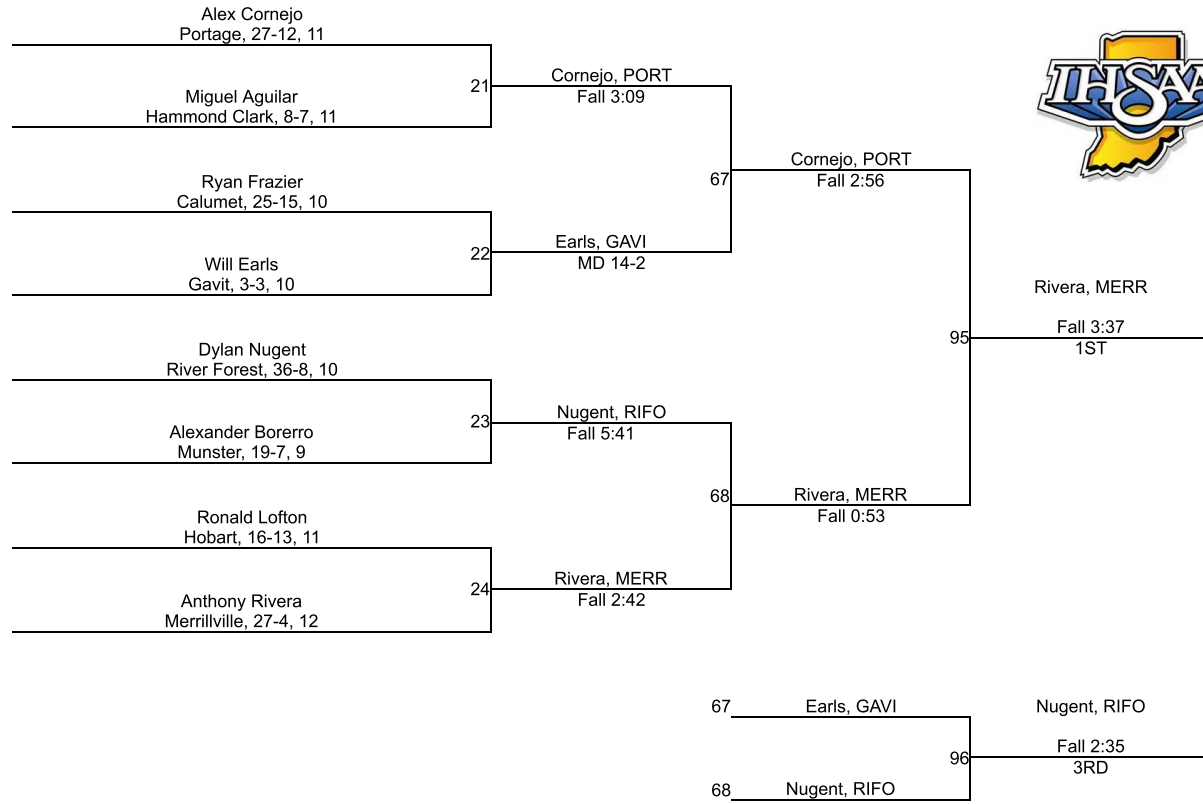 Alex Cornejo
Portage, 27-12, 11
21
Cornejo, PORT
Fall 3:09
Miguel Aguilar
Hammond Clark, 8-7, 11
67
Cornejo, PORT
Fall 2:56
Ryan Frazier
Calumet, 25-15, 10
22
Earls, GAVI
MD 14-2
Will Earls
Gavit, 3-3, 10
95
Rivera, MERR
Fall 3:37
1ST
Dylan Nugent
River Forest, 36-8, 10
23
Nugent, RIFO
Fall 5:41
Alexander Borerro
Munster, 19-7, 9
68
Rivera, MERR
Fall 0:53
Ronald Lofton
Hobart, 16-13, 11
24
Rivera, MERR
Fall 2:42
Anthony Rivera
Merrillville, 27-4, 12
67
Earls, GAVI
96
Nugent, RIFO
Fall 2:35
3RD
68
Nugent, RIFO
IHSAA